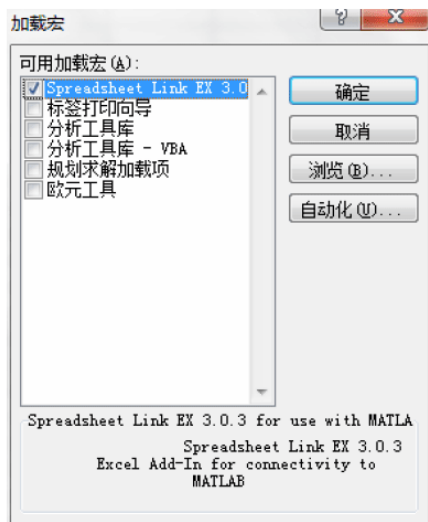 加载宏
可用加载宏(A):
Spreadsheet Link EX 3.0
标签打印向导
分析工具库
分析工具库 - VBA
规划求解加载项
欧元工具
确定
取消
浏览(B)...
自动化(U)...
Spreadsheet Link EX 3.0.3 for use with MATLA
Spreadsheet Link EX 3.0.3
Excel Add-In for connectivity to
MATLAB